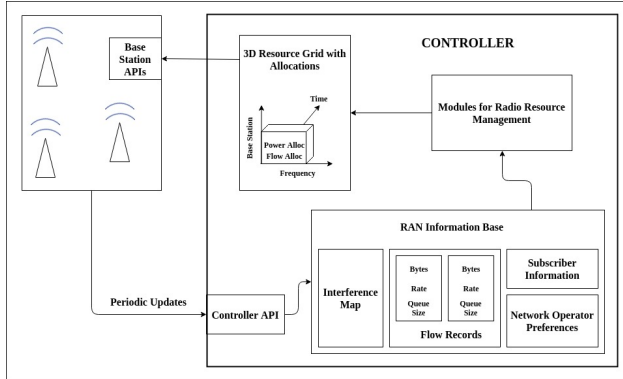 Base
Station
APIs
3D Resource Grid with
Allocations
Time
Base Station
Power Alloc
Flow Alloc
Frequency
CONTROLLER
Modules for Radio Resource
Management
RAN Information Base
Interference
Map
Bytes
Rate
Queue
Size
Bytes
Rate
Queue
Size
Flow Records
Subscriber
Information
Network Operator
Preferences
Periodic Updates
Controller API